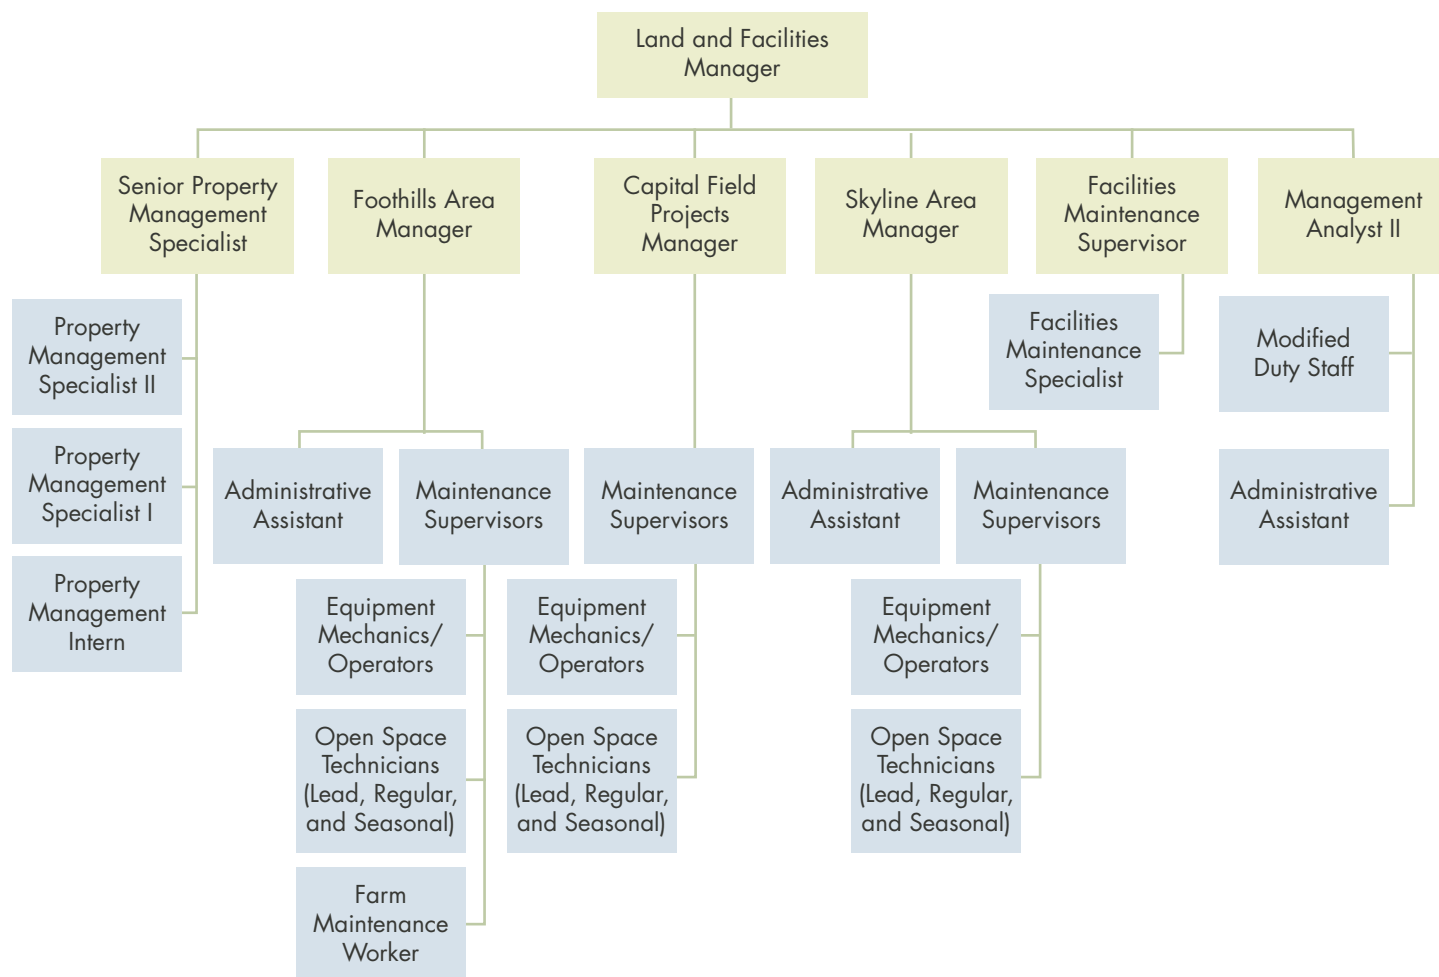 Land and Facilities
Manager
Senior Property
Management
Specialist
Foothills Area
Manager
Capital Field
Projects
Manager
Skyline Area
Manager
Facilities
Maintenance
Supervisor
Management
Analyst II
Property
Management
Specialist II
Property
Management
Specialist I
Property
Management
Intern
Administrative
Assistant
Maintenance
Supervisors
Equipment
Mechanics/
Operators
Open Space
Technicians
(Lead, Regular,
and Seasonal)
Farm
Maintenance
Worker
Maintenance
Supervisors
Equipment
Mechanics/
Operators
Open Space
Technicians
(Lead, Regular,
and Seasonal)
Administrative
Assistant
Maintenance
Supervisors
Equipment
Mechanics/
Operators
Open Space
Technicians
(Lead, Regular,
and Seasonal)
Facilities
Maintenance
Specialist
Modified
Duty Staff
Administrative
Assistant